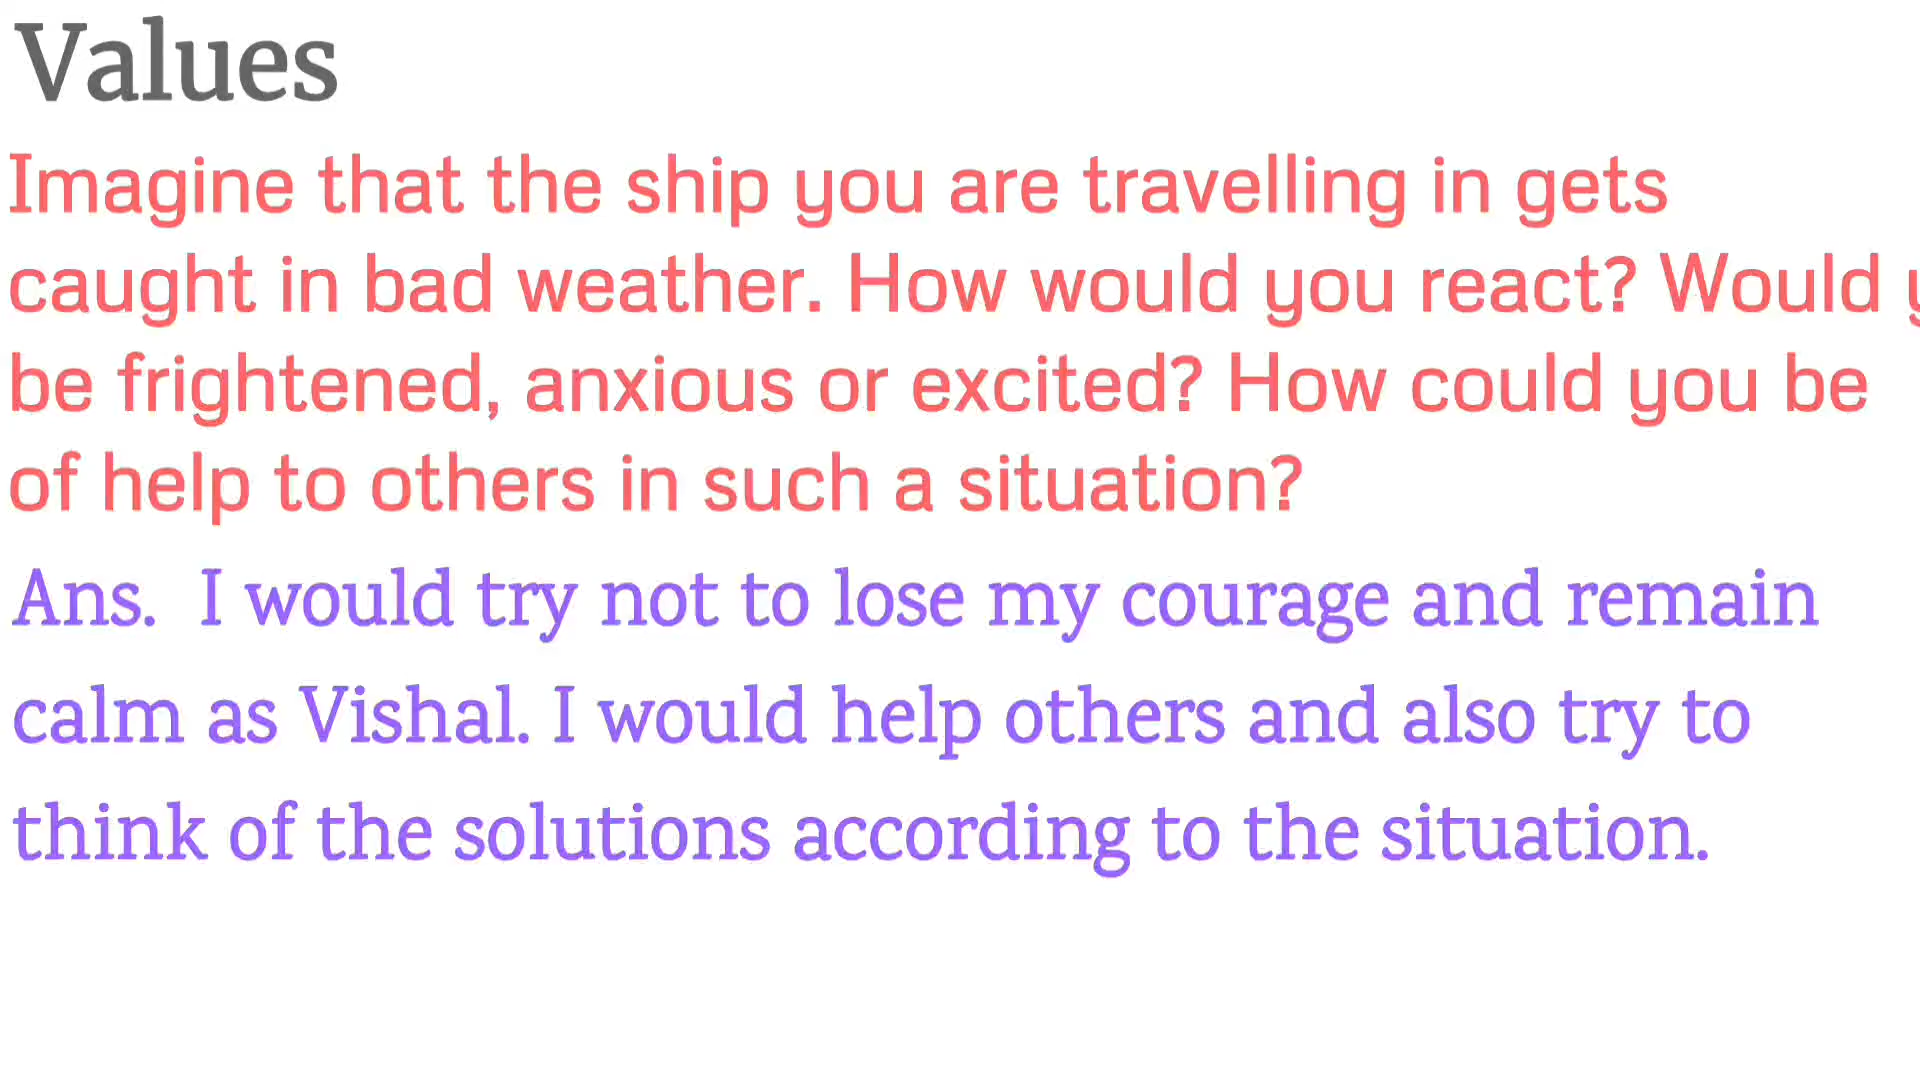 Values
Imagine that the ship you are travelling in gets
caught in bad weather. How would you react? Would
be frightened, anxious or excited? How could you be
of help to others in such a situation?
Ans. I would try not to lose my courage and remain
calm as Vishal. I would help others and also try to
think of the solutions according to the situation.